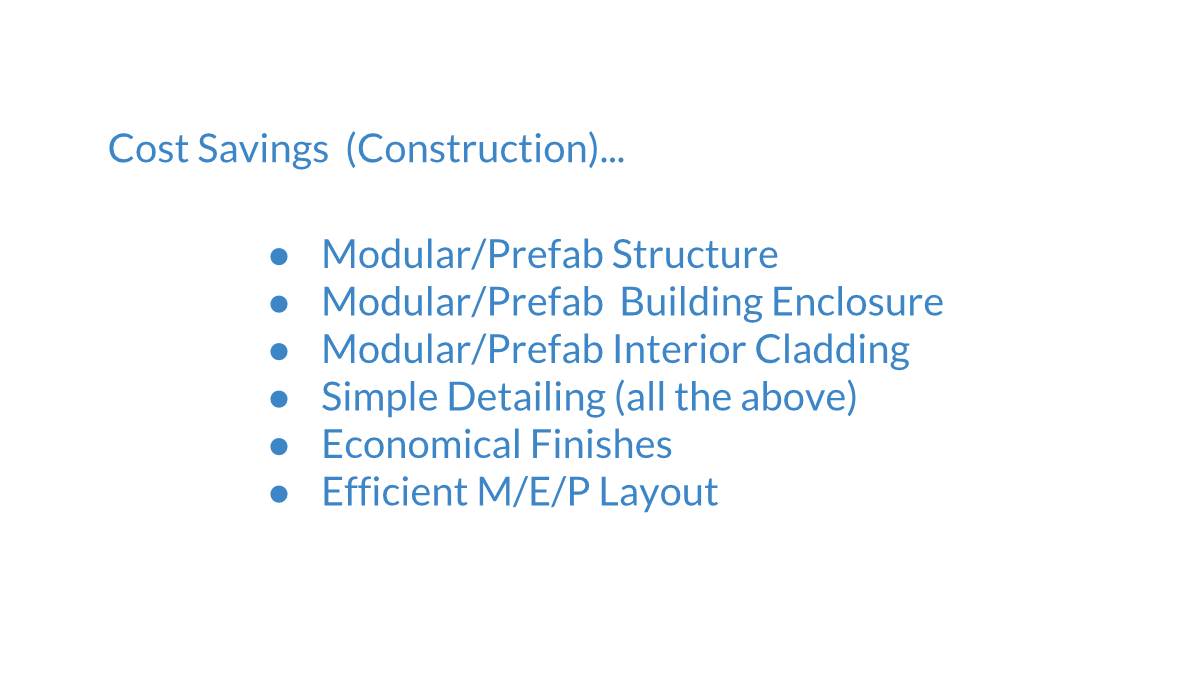 Cost Savings  (Construction)...
● Modular/Prefab Structure
● Modular/Prefab  Building Enclosure
● Modular/Prefab Interior Cladding
● Simple Detailing (all the above)
● Economical Finishes
● Efficient M/E/P Layout